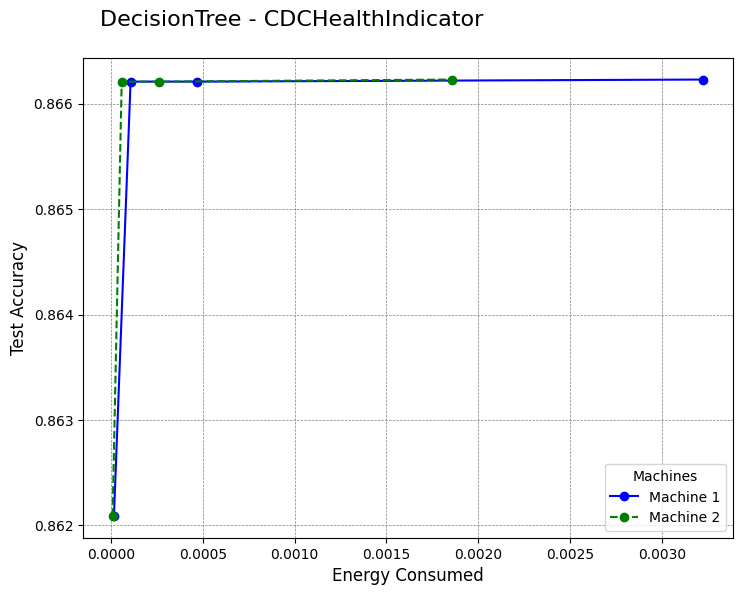 DecisionTree - CDCHealthIndicator
0.866
0.865
0.864
0.863
0.862
Test Accuracy
Machines
Machine 1
Machine 2
0.0000 0.0005 0.0010 0.0015 0.0020 0.0025 0.0030
Energy Consumed